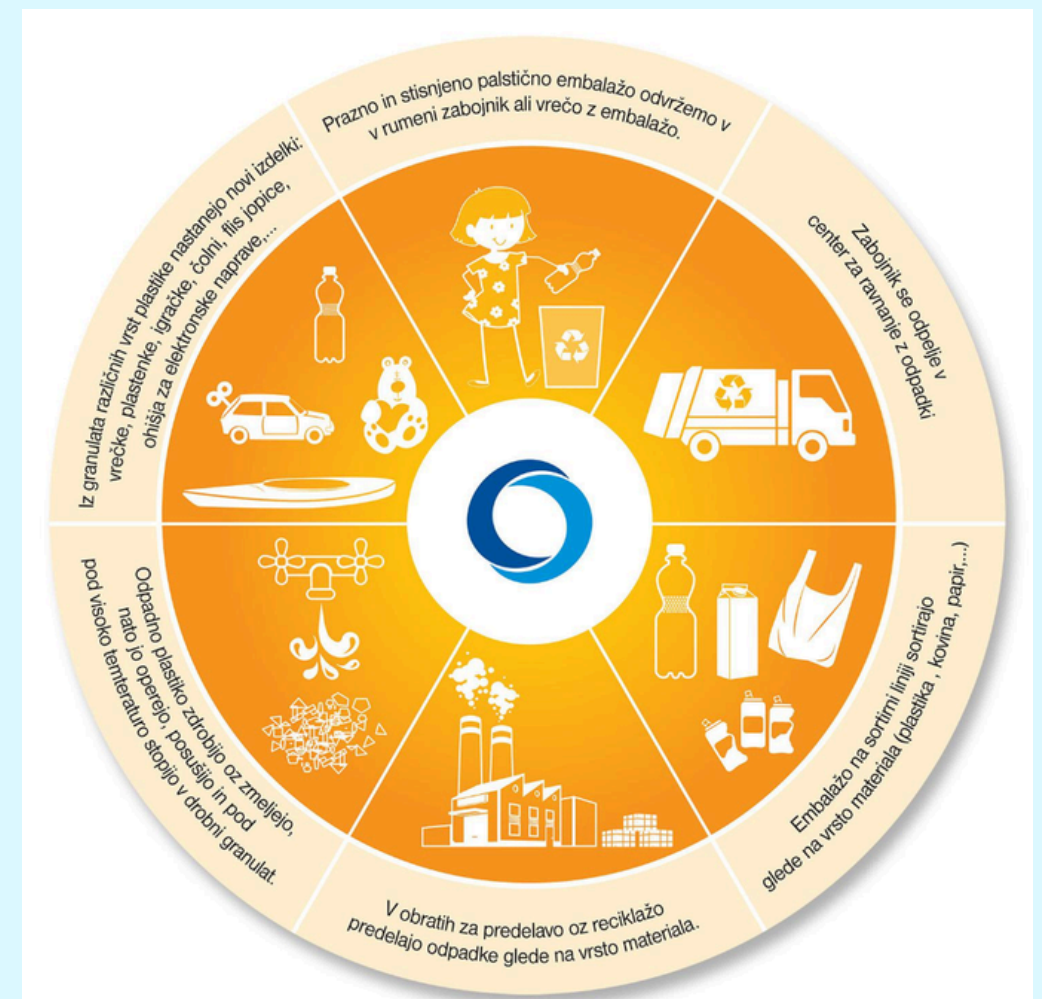 Prazno in stisnjeno palstično embalažo odvržemo v
v rumeni zabojnik ali vrečo z embalažo.
Zabojnik se odpelje v
center za ravnanje z odpadki
Embalažo na sortirni liniji sortirajo
glede na vrsto materiala (plastika , kovina, papir,...)
V obratih za predelavo oz reciklažo
predelajo odpadke glede na vrsto materiala.
Odpadno plastiko zdrobijo oz zmeljejo,
nato jo operejo, posušijo in pod
pod visoko temteraturo stopijo v drobni granulat.
Iz granulata različnih vrst plastike nastanejo novi izdelki:
vrečke, plastenke, igračke, čolni, flis jopice,
ohišja za elektronske naprave,...